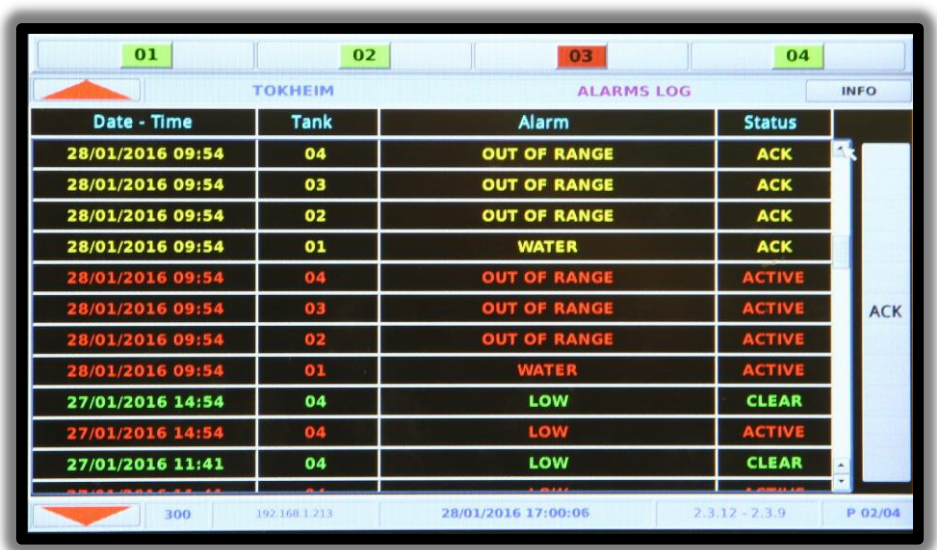 01 02 03 04
TOKHEIM ALARMS LOG INFO
Date - Time Tank Alarm Status
28/01/2016 09:54 04 OUT OF RANGE ACK
28/01/2016 09:54 03 OUT OF RANGE ACK
28/01/2016 09:54 02 OUT OF RANGE ACK
28/01/2016 09:54 01 WATER ACK
28/01/2016 09:54 04 OUT OF RANGE ACTIVE
28/01/2016 09:54 03 OUT OF RANGE ACTIVE
ACK
28/01/2016 09:54 02 OUT OF RANGE ACTIVE
28/01/2016 09:54 01 WATER ACTIVE
27/01/2016 14:54 04 LOW CLEAR
27/01/2016 14:54 04 LOW ACTIVE
27/01/2016 11:41 04 LOW CLEAR
300 192.168.1.213 28/01/2016 17:00:06 2.3.12 - 2.3.9 P 02/04